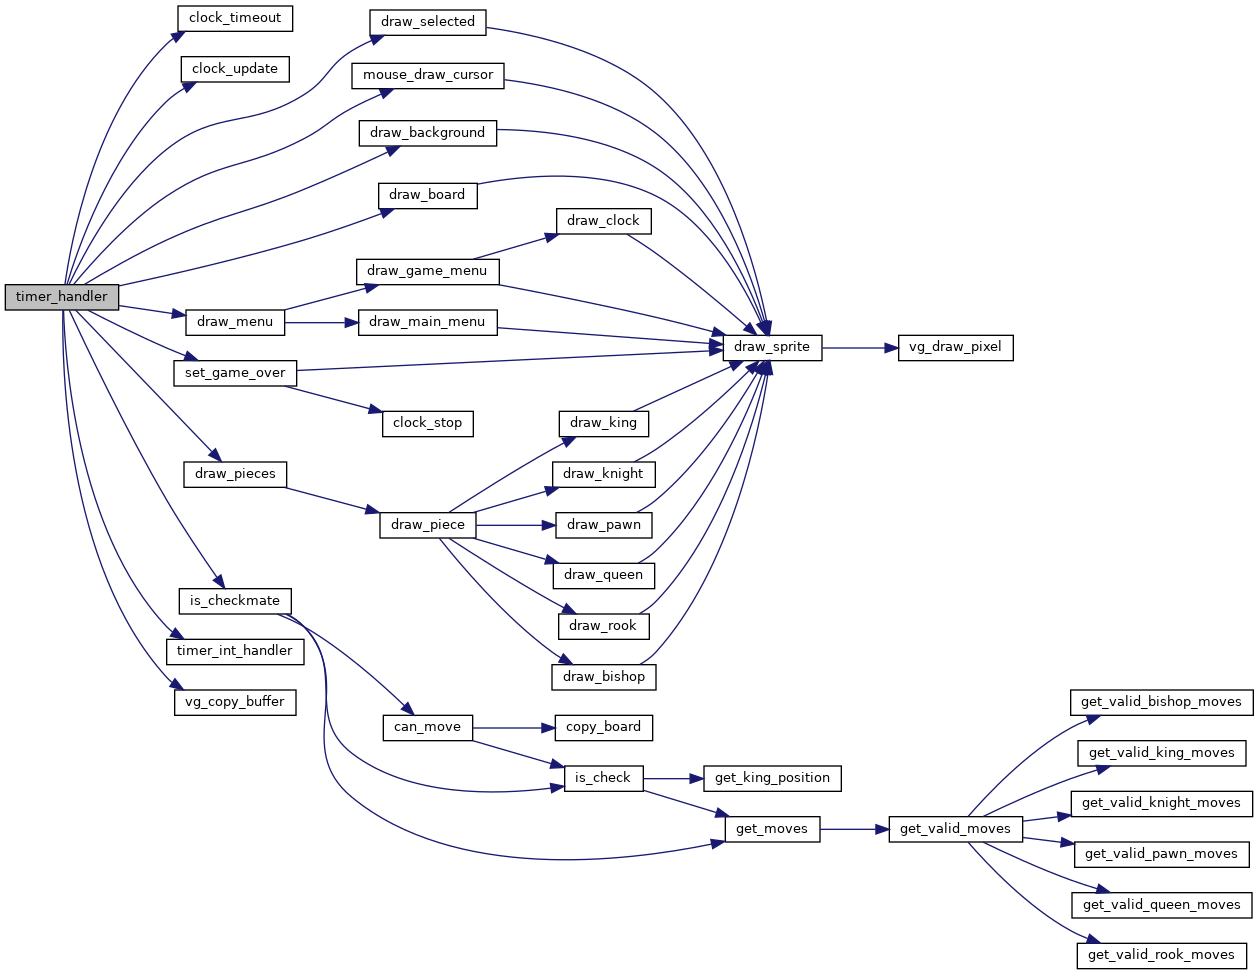 clock_timeout
draw_selected
clock_update
mouse_draw_cursor
draw_background
draw_board
draw_clock
draw_game_menu
timer_handler
draw_menu
draw_main_menu
draw_sprite
vg_draw_pixel
set_game_over
clock_stop
draw_king
draw_pieces
draw_knight
draw_piece
draw_pawn
draw_queen
is_checkmate
draw_rook
timer_int_handler
draw_bishop
vg_copy_buffer
get_valid_bishop_moves
can_move
copy_board
get_valid_king_moves
is_check
get_king_position
get_valid_knight_moves
get_moves
get_valid_moves
get_valid_pawn_moves
get_valid_queen_moves
get_valid_rook_moves